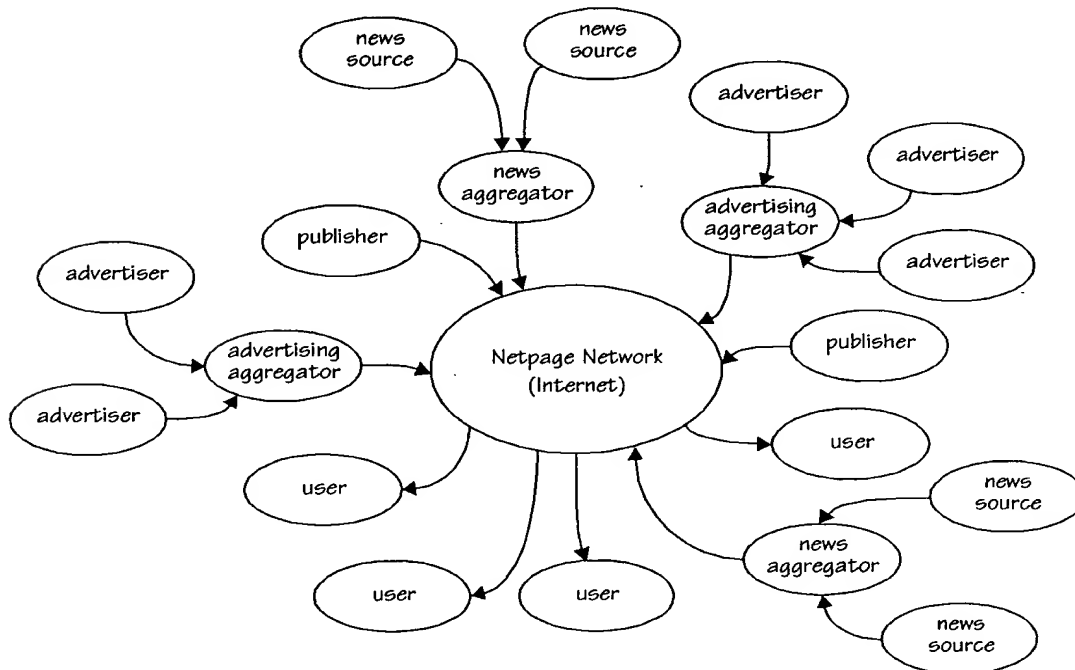 news
source
news
source
advertiser
advertiser
news
aggregator
advertising
aggregator
publisher
advertiser
advertiser
publisher
Netpage Network
(Internet)
advertising
aggregator
advertiser
user
user
news
source
news
aggregator
user
user
news
source